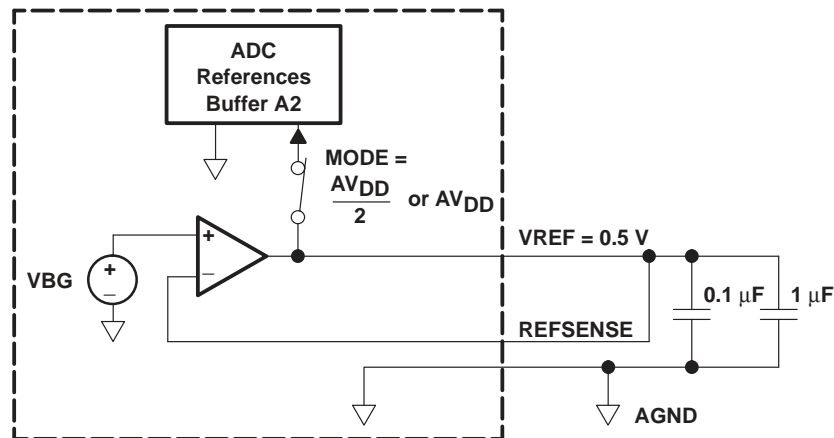 ADC
References
Buffer A2
MODE =
AVDD
2
or AVDD
+
−
VBG
+
−
VREF = 0.5 V
0.1 μF
1 μF
REFSENSE
AGND